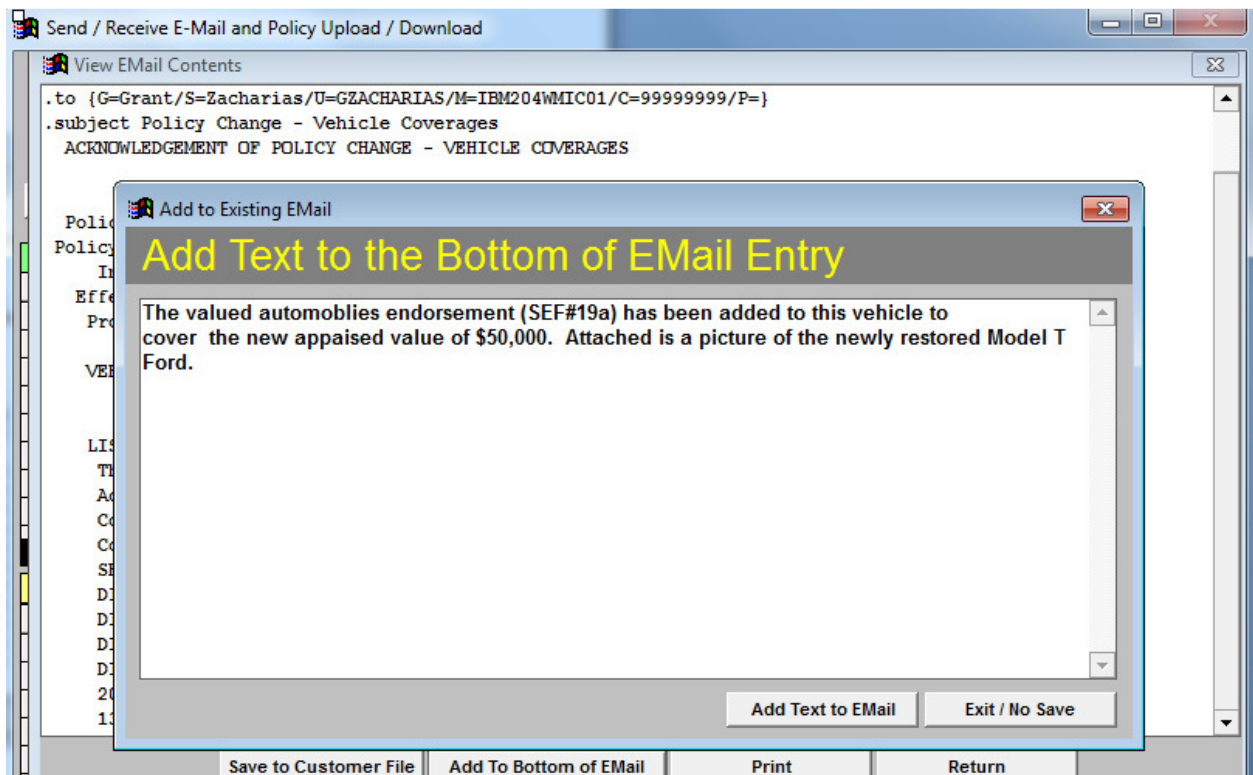 Send / Receive E-Mail and Policy Upload / Download
View EMail Contents
.to {G=Grant/S=Zacharias/U=GZACHARIAS/M=IBM204WMIC01/C=99999999/P=}
.subject Policy Change - Vehicle Coverages
ACKNOWLEDGEMENT OF POLICY CHANGE - VEHICLE COVERAGES
Add to Existing EMail
Add Text to the Bottom of EMail Entry
The valued automoblies endorsement (SEF#19a) has been added to this vehicle to
cover  the new appaised value of $50,000.  Attached is a picture of the newly restored Model T
Ford.
Policy
Add Text to EMail
Exit / No Save
Save to Customer File
Add To Bottom of EMail
Print
Return